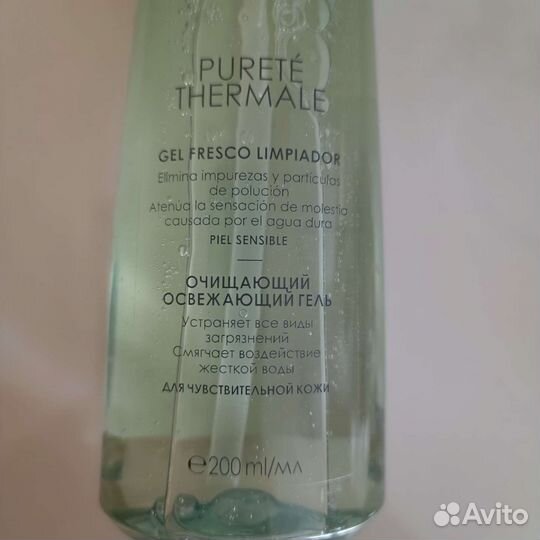 PURETÉ
THERMALE
GEL FRESCO LIMPIADOR
Elimina impurezas y partículas
de polución
Atenúa la sensación de molestia
causada por el agua dura
PIEL SENSIBLE
ОЧИЩАЮЩИЙ
ОСВЕЖАЮЩИЙ ГЕЛЬ
Устраняет все виды
загрязнений
Смягчает воздействие
жесткой воды
ДЛЯ ЧУВСТВИТЕЛЬНОЙ КОЖИ
℮200 ml/мл
Avito